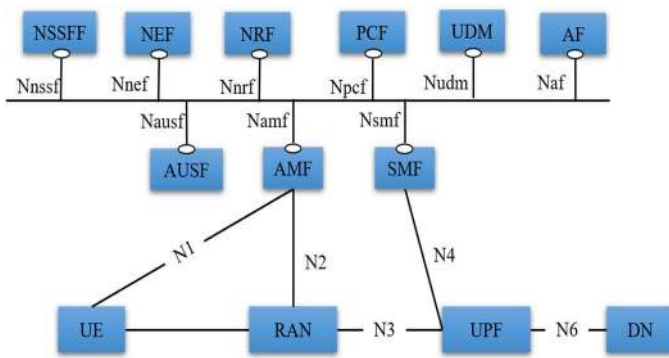 NSSFF
NEF
NRF
PCF
UDM
AF
Nnssf
Nnef
Nnrf
Npcf
Nudm
Naf
Nausf
Namf
Nsmf
AUSF
AMF
SMF
N1
N2
N4
UE
RAN
N3
UPF
N6
DN